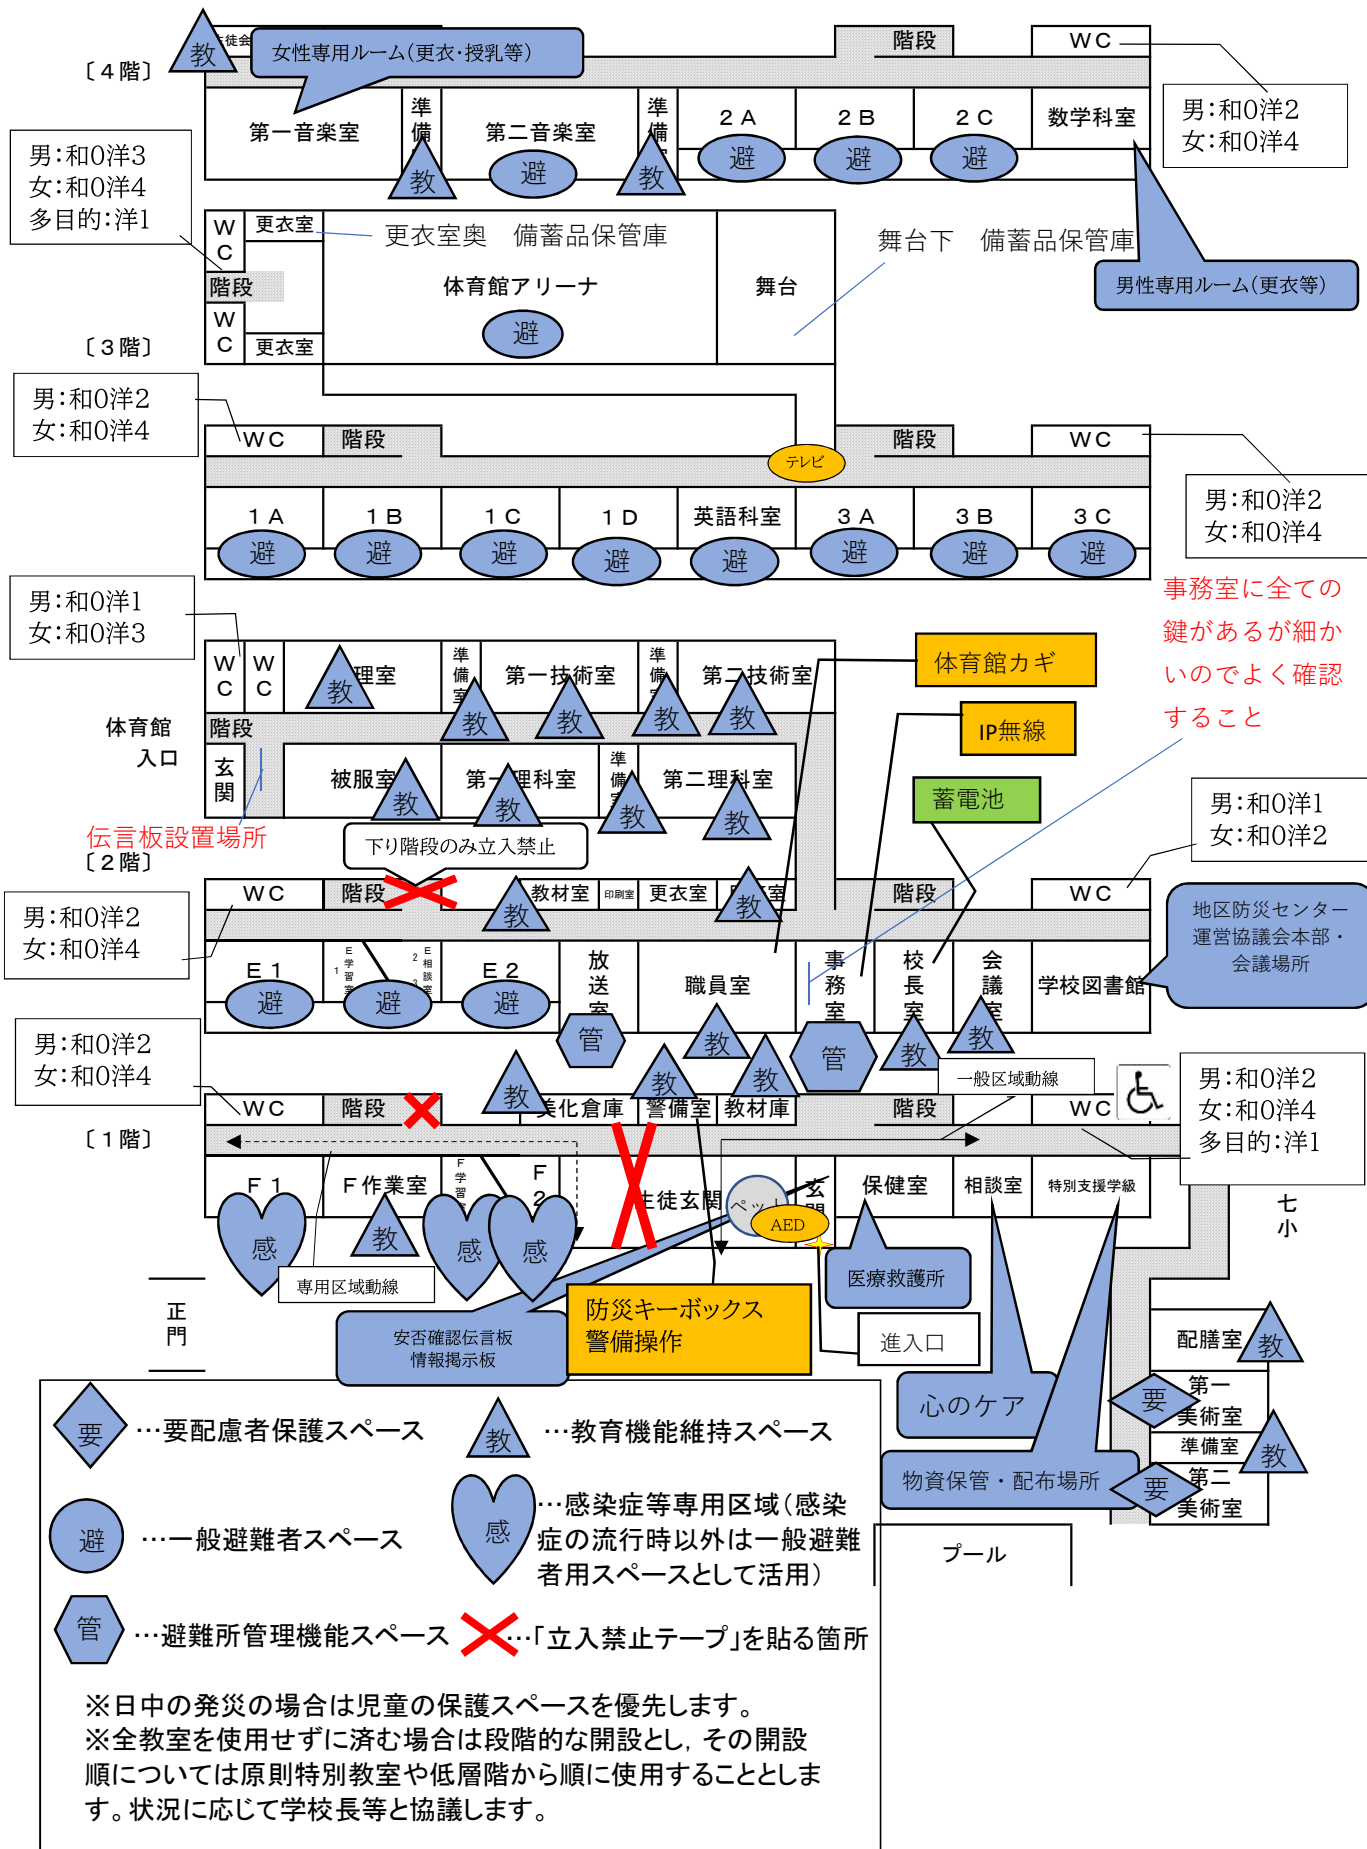 徒会
教
女性専用ルーム(更衣・授乳等)
階段
WC
〔4階〕
第一音楽室
準備
教
第二音楽室
避
準備
教
2A
避
2B
避
2C
避
数学科室
男:和0洋2
女:和0洋4
男:和0洋3
女:和0洋4
多目的:洋1
WC
更衣室
更衣室奥 備蓄品保管庫
舞台下 備蓄品保管庫
階段
体育館アリーナ
避
舞台
男性専用ルーム(更衣等)
WC
更衣室
〔3階〕
男:和0洋2
女:和0洋4
WC
階段
テレビ
階段
WC
1A
避
1B
避
1C
避
1D
避
英語科室
避
3A
避
3B
避
3C
避
男:和0洋2
女:和0洋4
男:和0洋1
女:和0洋3
事務室に全ての
鍵があるが細か
いのでよく確認
すること
WC
WC
理室
教
準備室
教
第一技術室
教
準備
教
第二技術室
教
体育館カギ
IP無線
蓄電池
体育館
入口
階段
玄関
被服室
教
第一理科室
教
準備室
教
第二理科室
教
伝言板設置場所
下り階段のみ立入禁止
男:和0洋1
女:和0洋2
〔2階〕
男:和0洋2
女:和0洋4
WC
階段
教
教材室
印刷室
更衣室
室
教
階段
WC
地区防災センター
運営協議会本部・
会議場所
E1
避
E学習室1
E相談室2
避
E2
避
放送室
管
職員室
教
事務室
管
校長室
教
会議室
教
学校図書館
男:和0洋2
女:和0洋4
一般区域動線
男:和0洋2
女:和0洋4
多目的:洋1
WC
階段
教
美化倉庫
教
警備室
教
教材庫
階段
WC
〔1階〕
F1
感
F作業室
教
F学習
感
F2
感
生徒玄関
ペット
AED
玄関
保健室
相談室
特別支援学級
七小
専用区域動線
医療救護所
正門
安否確認伝言板
情報掲示板
防災キーボックス
警備操作
進入口
心のケア
物資保管・配布場所
配膳室
教
第一美術室
要
準備室
教
第二美術室
要
プール
要 …要配慮者保護スペース
教 …教育機能維持スペース
避 …一般避難者スペース
感 …感染症等専用区域(感染
症の流行時以外は一般避難
者用スペースとして活用)
管 …避難所管理機能スペース
…「立入禁止テープ」を貼る箇所
※日中の発災の場合は児童の保護スペースを優先します。
※全教室を使用せずに済む場合は段階的な開設とし,その開設
順については原則特別教室や低層階から順に使用することとしま
す。状況に応じて学校長等と協議します。